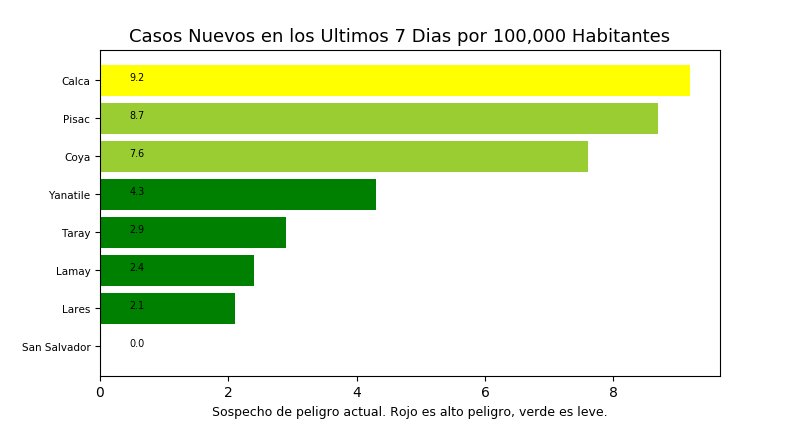 Casos Nuevos en los Ultimos 7 Dias por 100,000 Habitantes
Calca 9.2
Pisac 8.7
Coya 7.6
Yanatile 4.3
Taray 2.9
Lamay 2.4
Lares 2.1
San Salvador 0.0
0 2 4 6 8
Sospecho de peligro actual. Rojo es alto peligro, verde es leve.